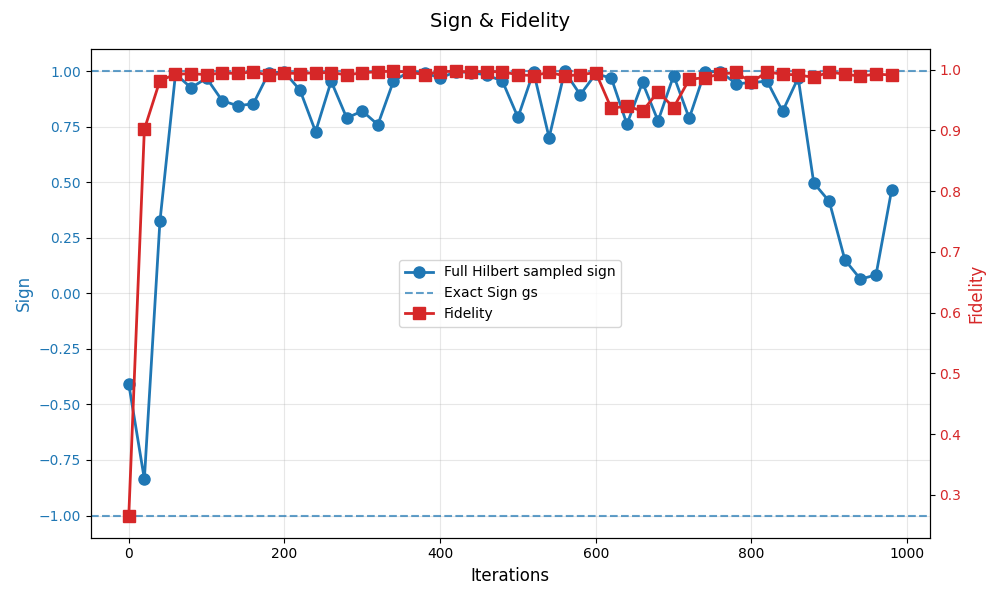 Sign & Fidelity
1.00
0.75
0.50
0.25
0.00
−0.25
−0.50
−0.75
−1.00
Sign
Full Hilbert sampled sign
Exact Sign gs
Fidelity
1.0
0.9
0.8
0.7
0.6
0.5
0.4
0.3
Fidelity
0 200 400 600 800 1000
Iterations